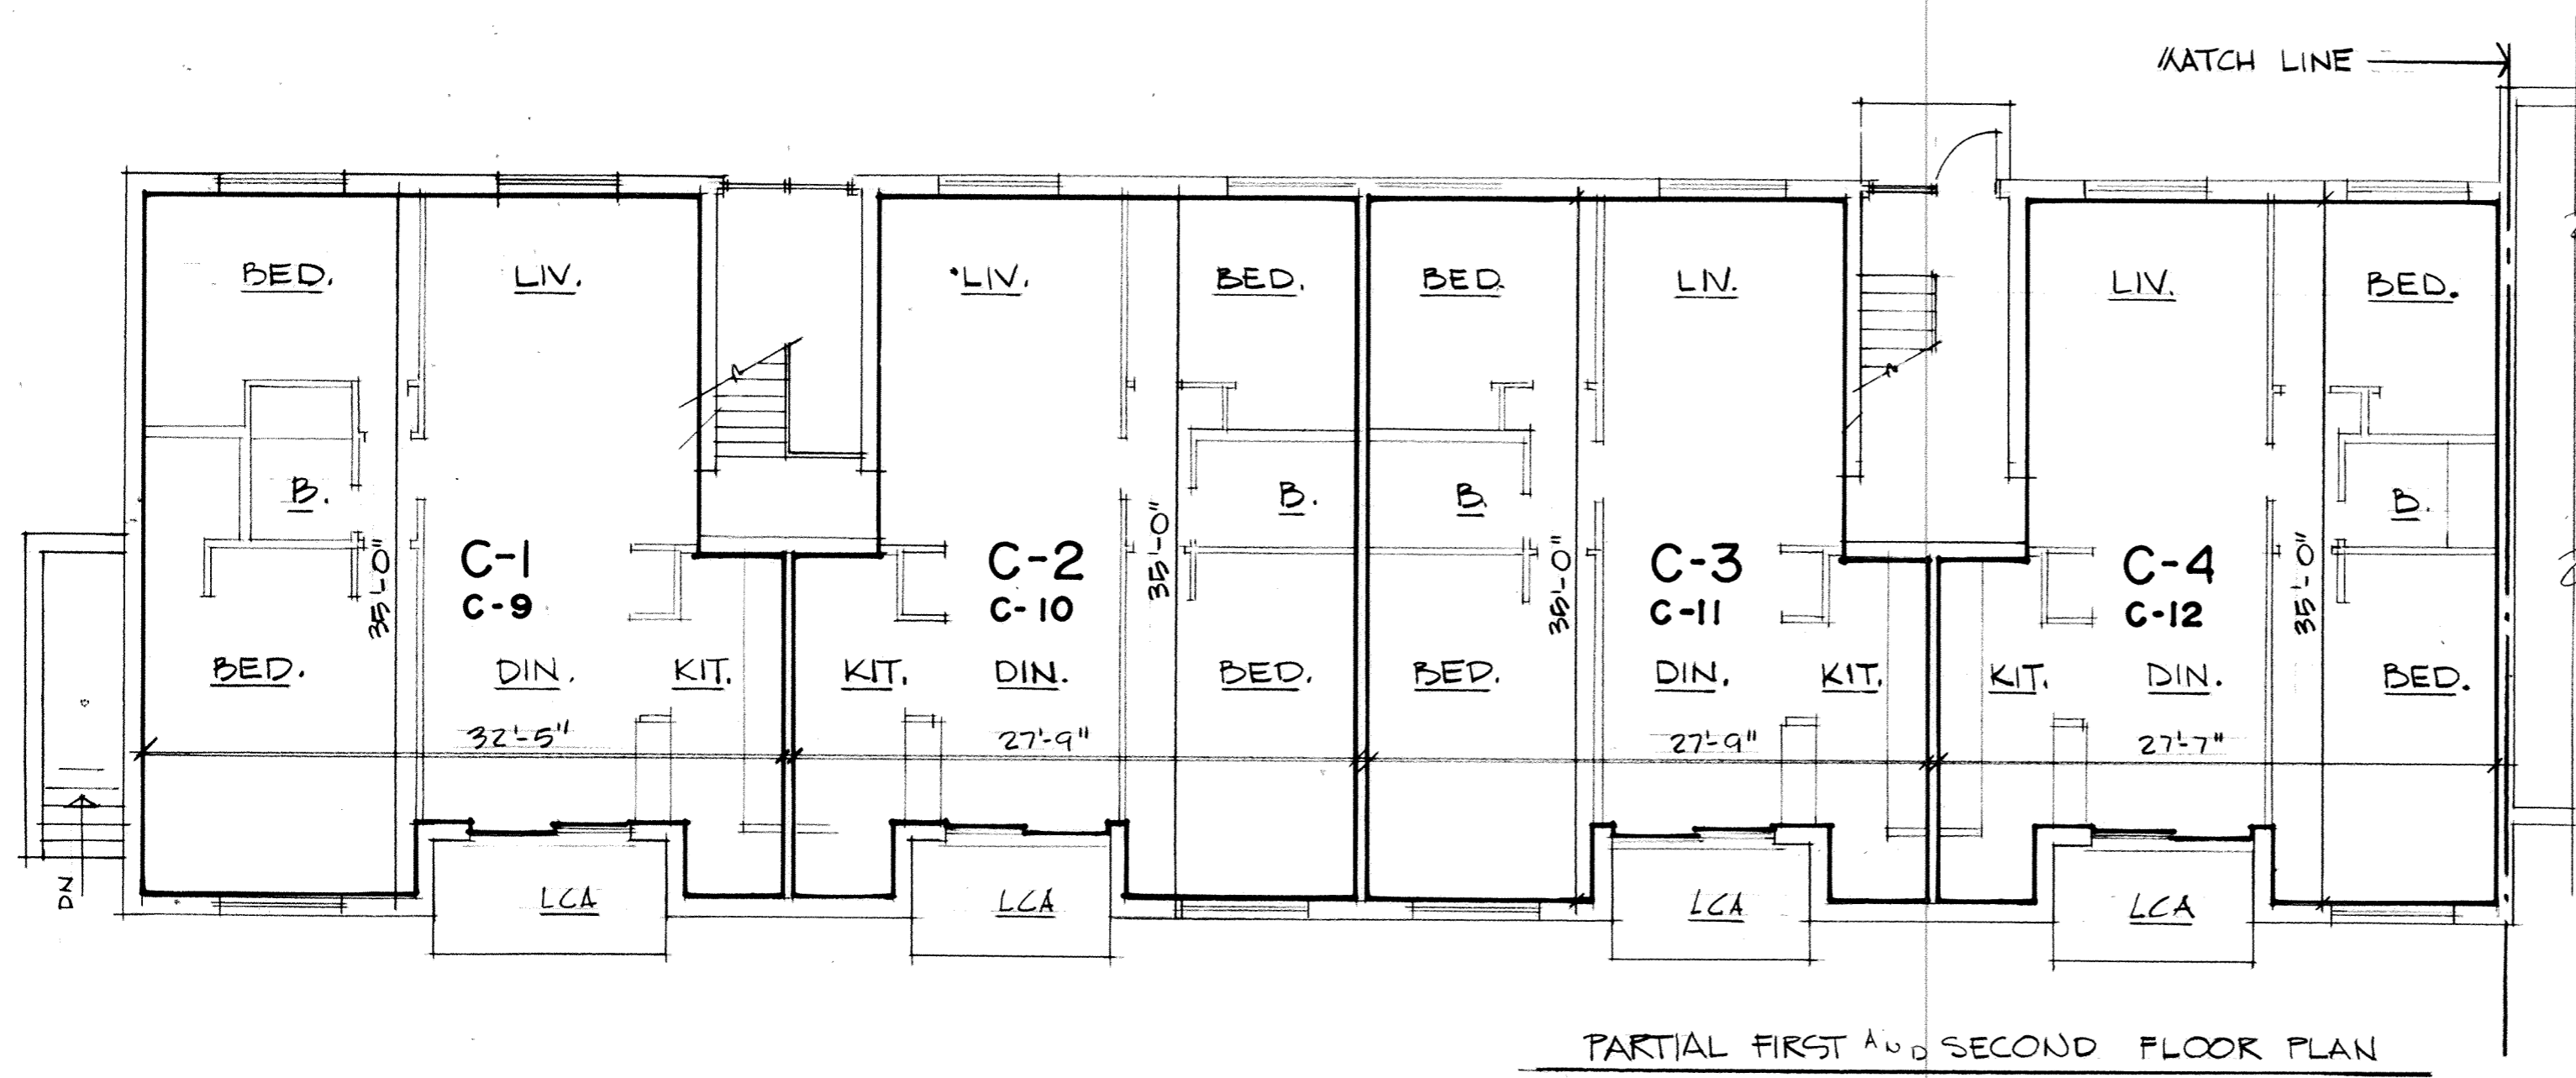 MATCH LINE
BED. LIV. LIV. BED. BED. LIV. LIV. BED.
B. B. B. B.
35'-0" 35'-0" 35'-0" 35'-0"
C-1 C-2 C-3 C-4
C-9 C-10 C-11 C-12
BED. DIN. KIT. KIT. DIN. BED. BED. DIN. KIT. KIT. DIN. BED.
32'-5" 27'-9" 27'-9" 27'-7"
DN LCA LCA LCA LCA
PARTIAL FIRST AND SECOND FLOOR PLAN